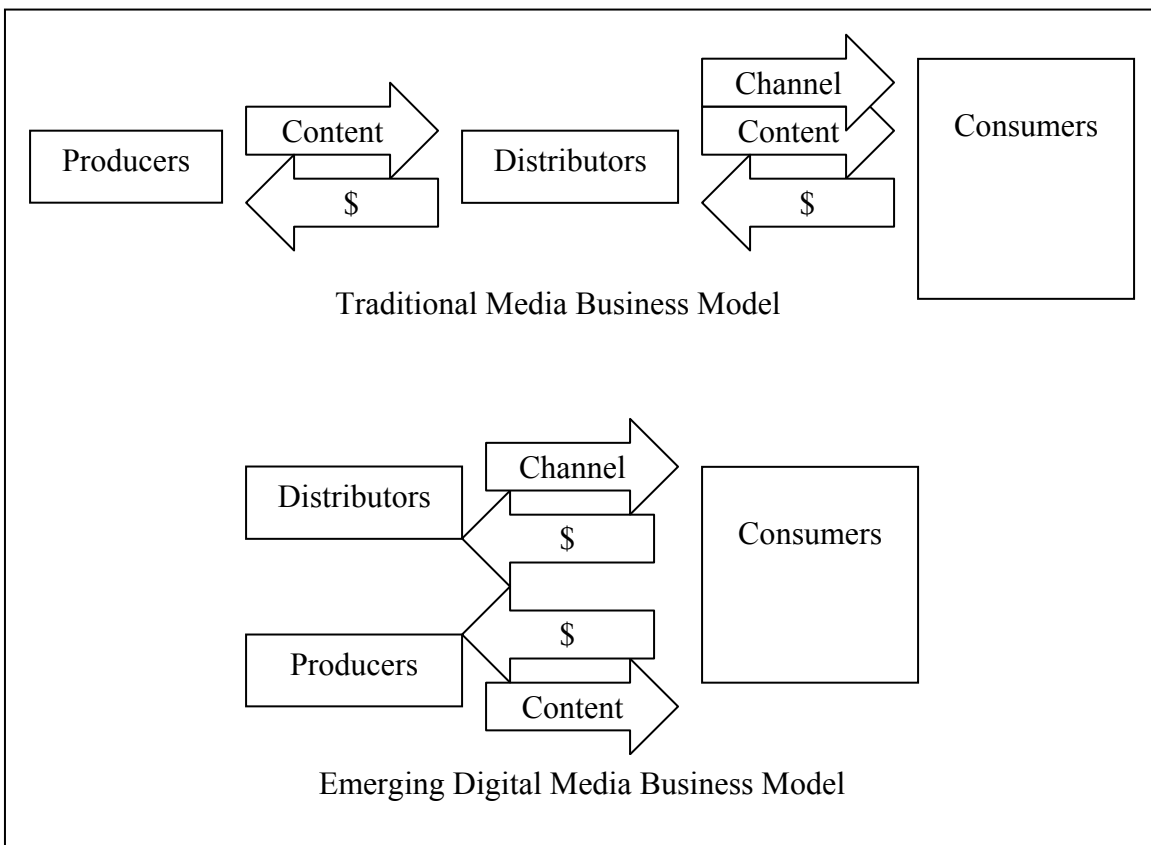 Channel
Content
Content
Consumers
Producers
Distributors
$
$
Traditional Media Business Model
Channel
Distributors
$
Consumers
$
Producers
Content
Emerging Digital Media Business Model